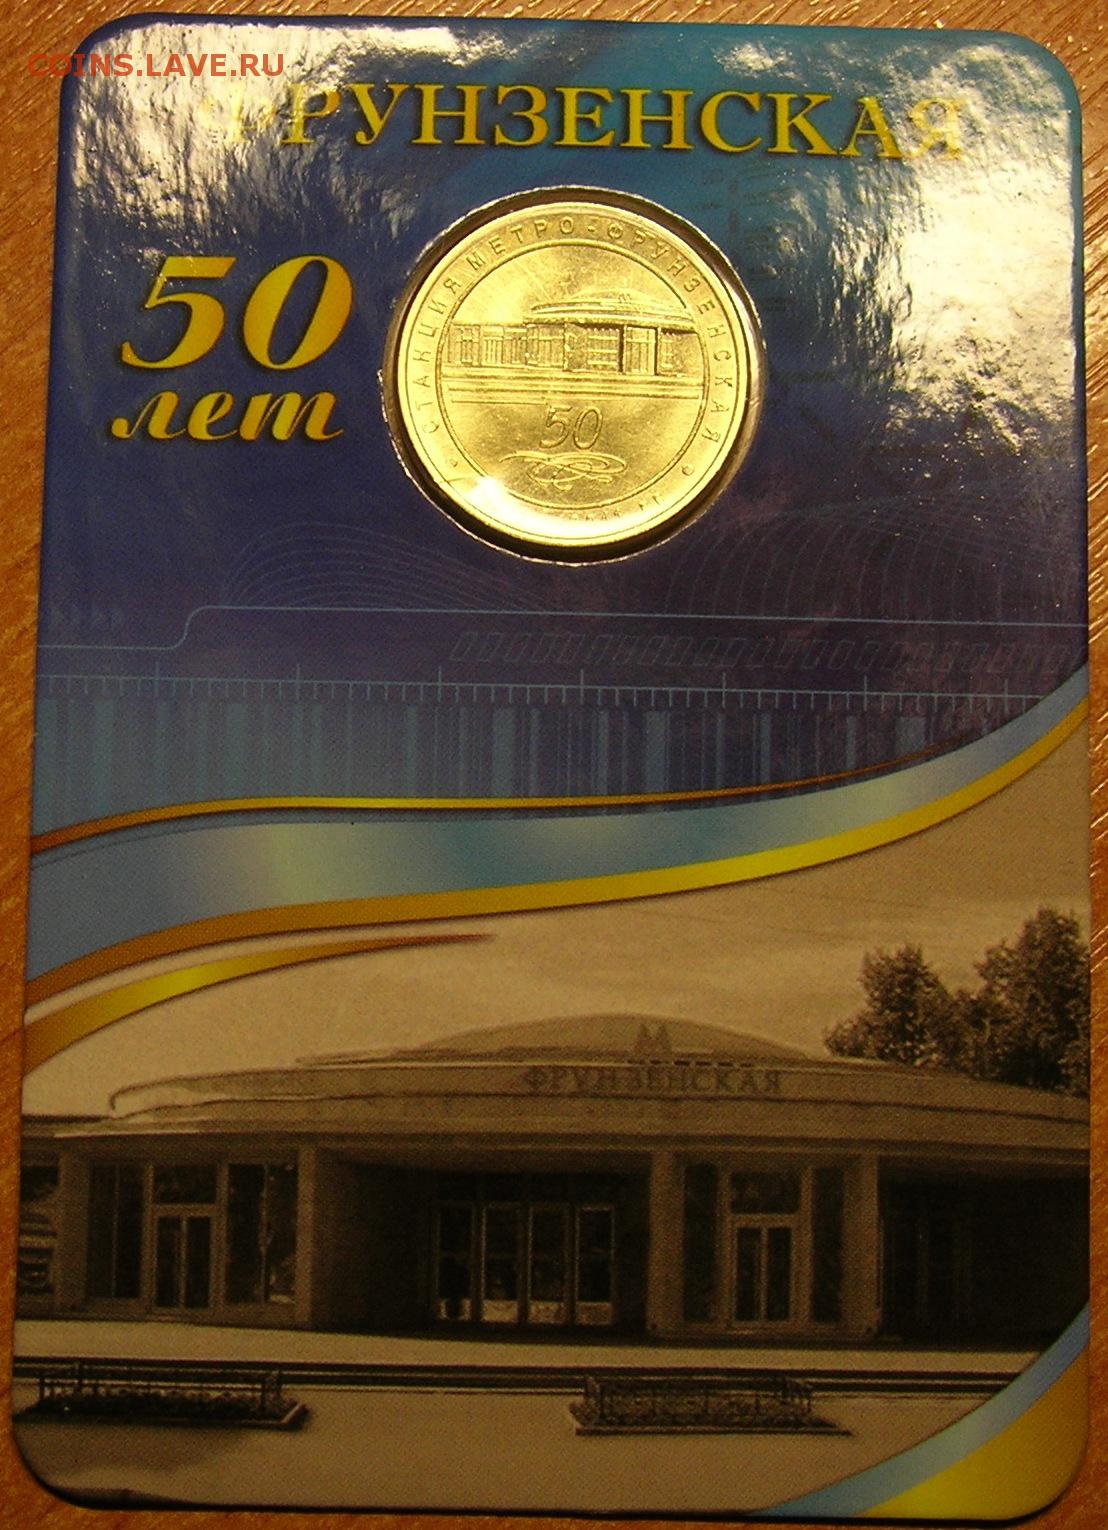 COINS.LAVE.RU
ФРУНЗЕНСКАЯ
50
лет
СТАНЦИЯ МЕТРО-ФРУНЗЕНСКАЯ
50
М
ФРУНЗЕНСКАЯ